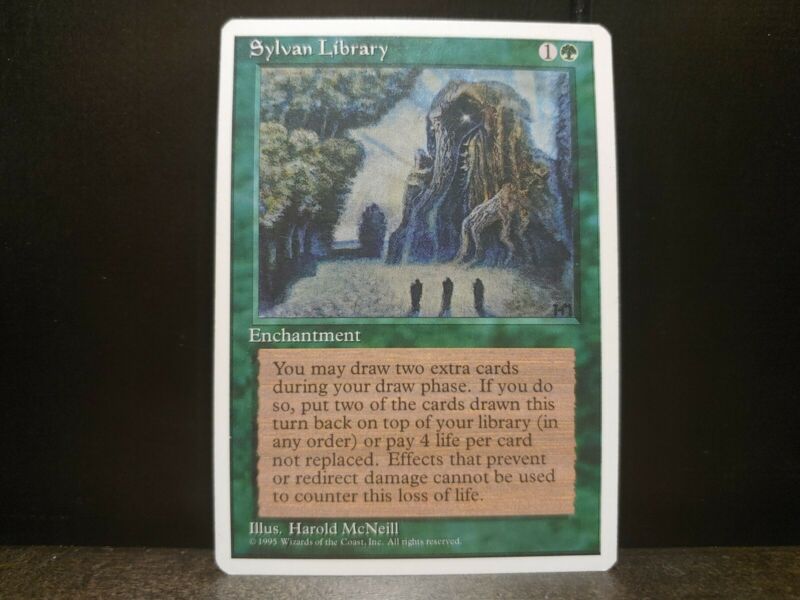 Sylvan Library 1
HM
Enchantment
You may draw two extra cards
during your draw phase. If you do
so, put two of the cards drawn this
turn back on top of your library (in
any order) or pay 4 life per card
not replaced. Effects that prevent
or redirect damage cannot be used
to counter this loss of life.
Illus. Harold McNeill
© 1995 Wizards of the Coast, Inc. All rights reserved.